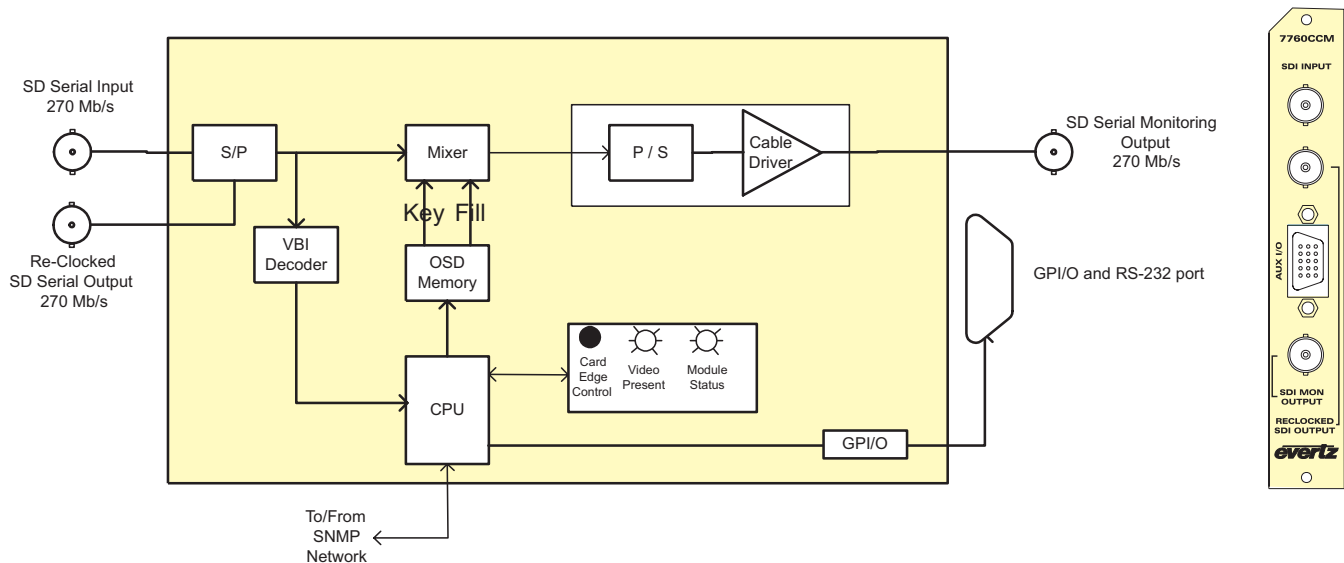 SD Serial Input
270 Mb/s
Re-Clocked
SD Serial Output
270 Mb/s
S/P
VBI
Decoder
Mixer
Key Fill
OSD
Memory
CPU
P / S
Cable
Driver
SD Serial Monitoring
Output
270 Mb/s
GPI/O and RS-232 port
Card
Edge
Control
Video
Present
Module
Status
GPI/O
To/From
SNMP
Network
7760CCM
SDI INPUT
AUX I/O
SDI MON
OUTPUT
RECLOCKED
SDI OUTPUT
evertz